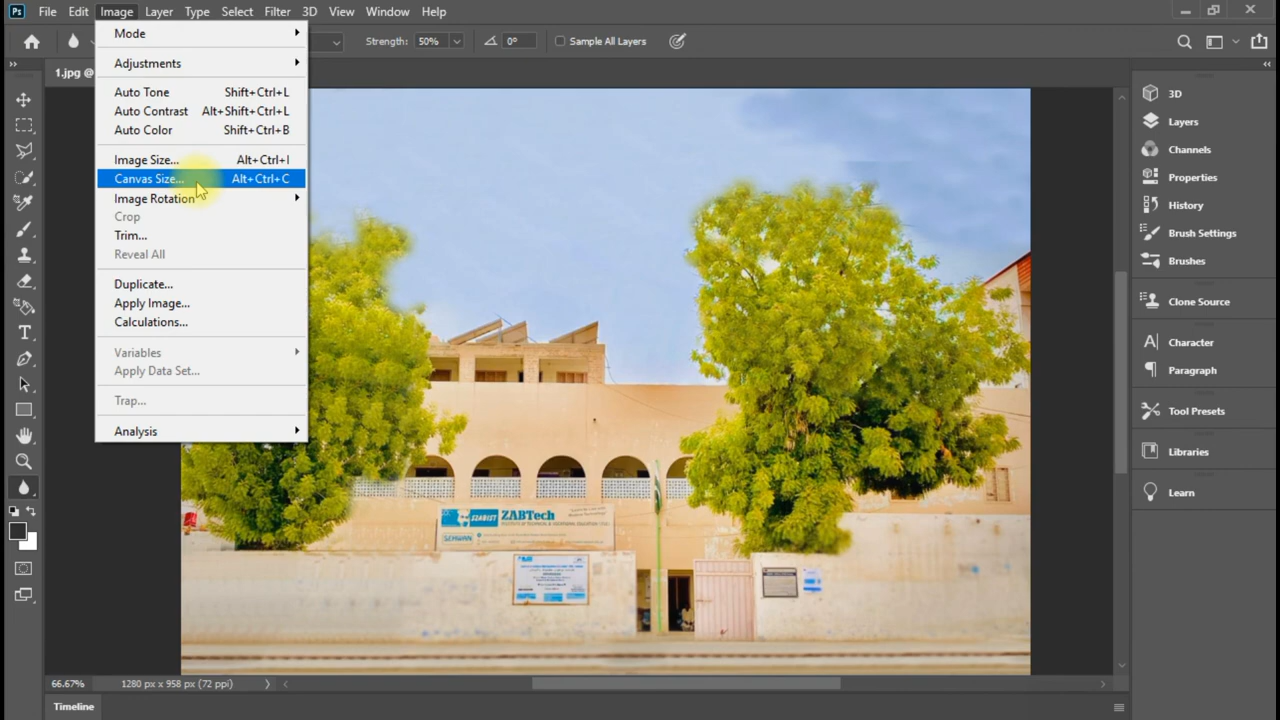 Ps File Edit Image Layer Type Select Filter 3D View Window Help
Strength: 50% 0° Sample All Layers
1.jpg @
Mode
Adjustments
Auto Tone Shift+Ctrl+L
Auto Contrast Alt+Shift+Ctrl+L
Auto Color Shift+Ctrl+B
Image Size... Alt+Ctrl+I
Canvas Size... Alt+Ctrl+C
Image Rotation
Crop
Trim...
Reveal All
Duplicate...
Apply Image...
Calculations...
Variables
Apply Data Set...
Trap...
Analysis
3D
Layers
Channels
Properties
History
Brush Settings
Brushes
Clone Source
Character
Paragraph
Tool Presets
Libraries
Learn
SZABIST ZABTech
SEHWAN
66.67% 1280 px x 958 px (72 ppi)
Timeline